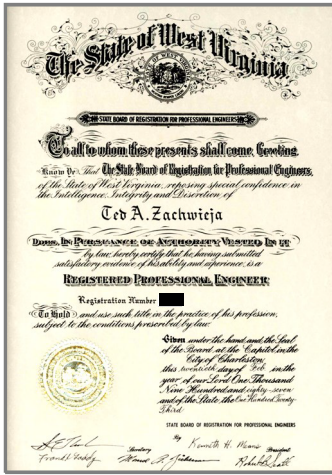 The State of West Virginia
STATE BOARD OF REGISTRATION FOR PROFESSIONAL ENGINEERS
To all to whom these presents shall come, Greeting
Know Ye That The State Board of Registration for Professional Engineers,
of the State of West Virginia, reposing special confidence in
the Intelligence, Integrity and Discretion of
Ted A. Zachwieja
Does, In Pursuance of Authority Vested In it
by law, hereby certify that he, having submitted
satisfactory evidence of his ability and experience, is a
REGISTERED PROFESSIONAL ENGINEER
Registration Number
To Hold and use such title in the practice of his profession,
subject to the conditions prescribed by law.
Given under the hand and the Seal
of the Board at the Capitol in the
City of Charleston
this twentieth day of Feb in the
year of our Lord One Thousand
Nine Hundred and eighty-seven
and of the State, the One Hundred Twenty-
Third.
STATE BOARD OF REGISTRATION FOR PROFESSIONAL ENGINEERS
By Kenneth H.
Secretary President